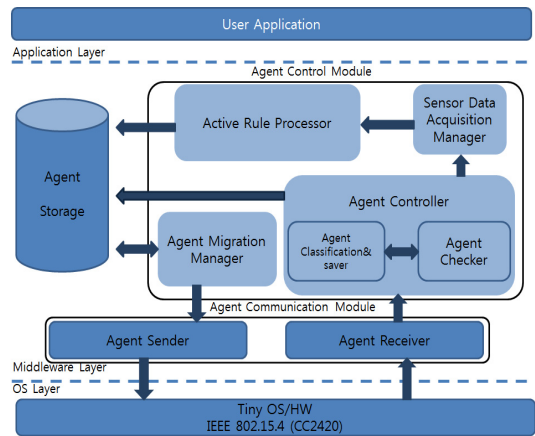 User Application
Application Layer
Agent Control Module
Active Rule Processor
Sensor Data
Acquisition
Manager
Agent
Storage
Agent Controller
Agent
Classification&
saver
Agent
Checker
Agent Migration
Manager
Agent Communication Module
Agent Sender
Agent Receiver
Middleware Layer
OS Layer
Tiny OS/HW
IEEE 802.15.4 (CC2420)